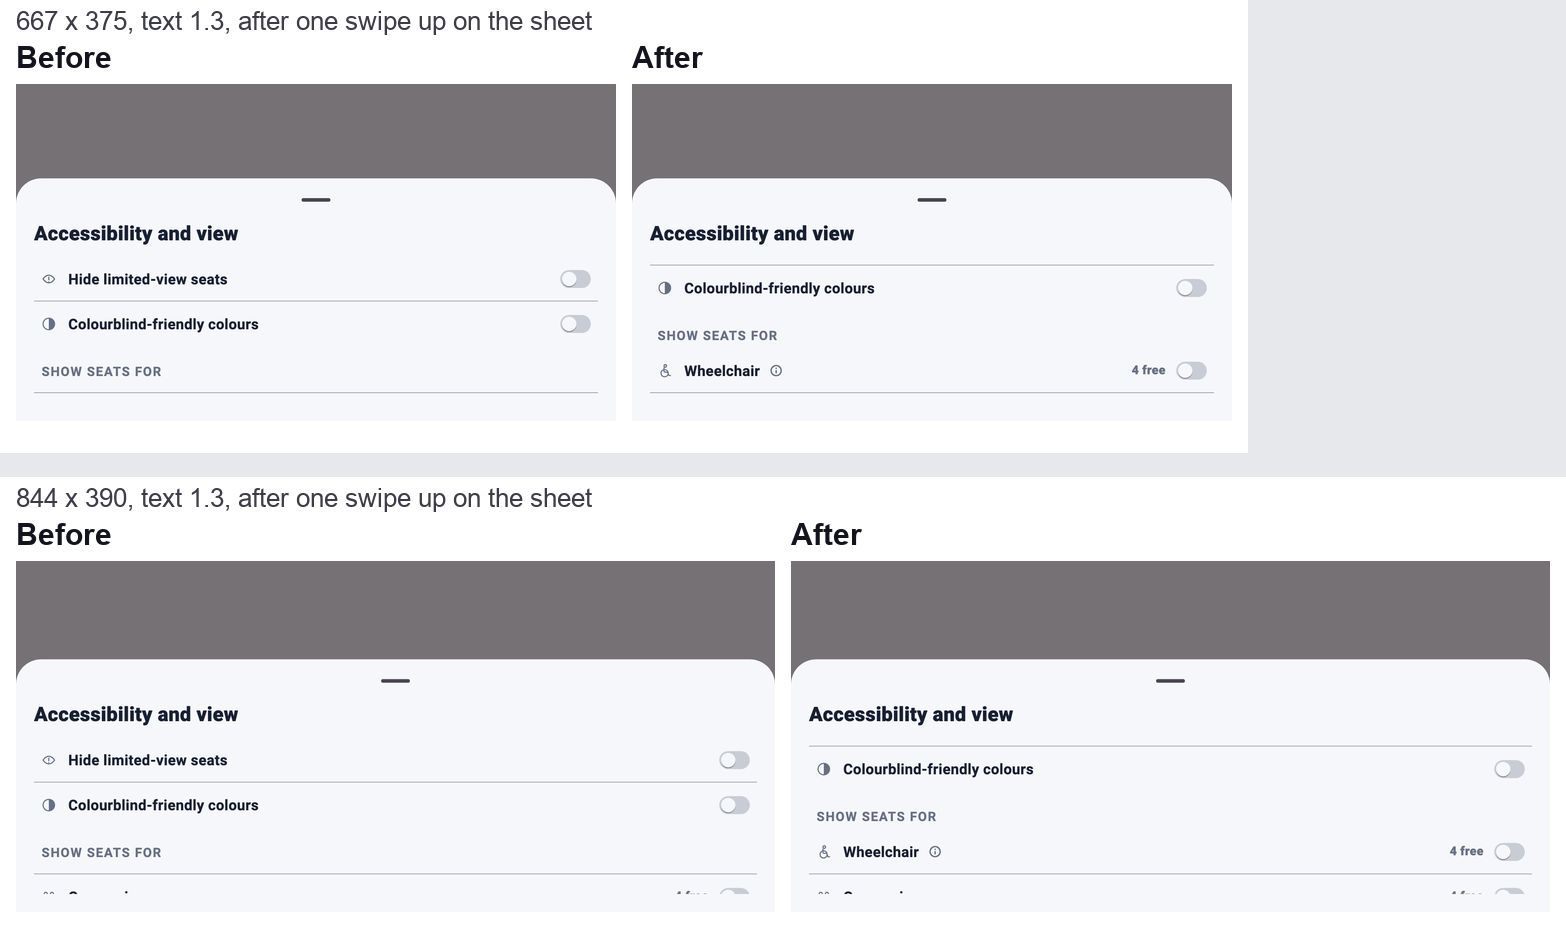 667 x 375, text 1.3, after one swipe up on the sheet
Before
After
Accessibility and view
Hide limited-view seats
Colourblind-friendly colours
SHOW SEATS FOR
Accessibility and view
Colourblind-friendly colours
SHOW SEATS FOR
Wheelchair 4 free
844 x 390, text 1.3, after one swipe up on the sheet
Before
After
Accessibility and view
Hide limited-view seats
Colourblind-friendly colours
SHOW SEATS FOR
Accessibility and view
Colourblind-friendly colours
SHOW SEATS FOR
Wheelchair 4 free